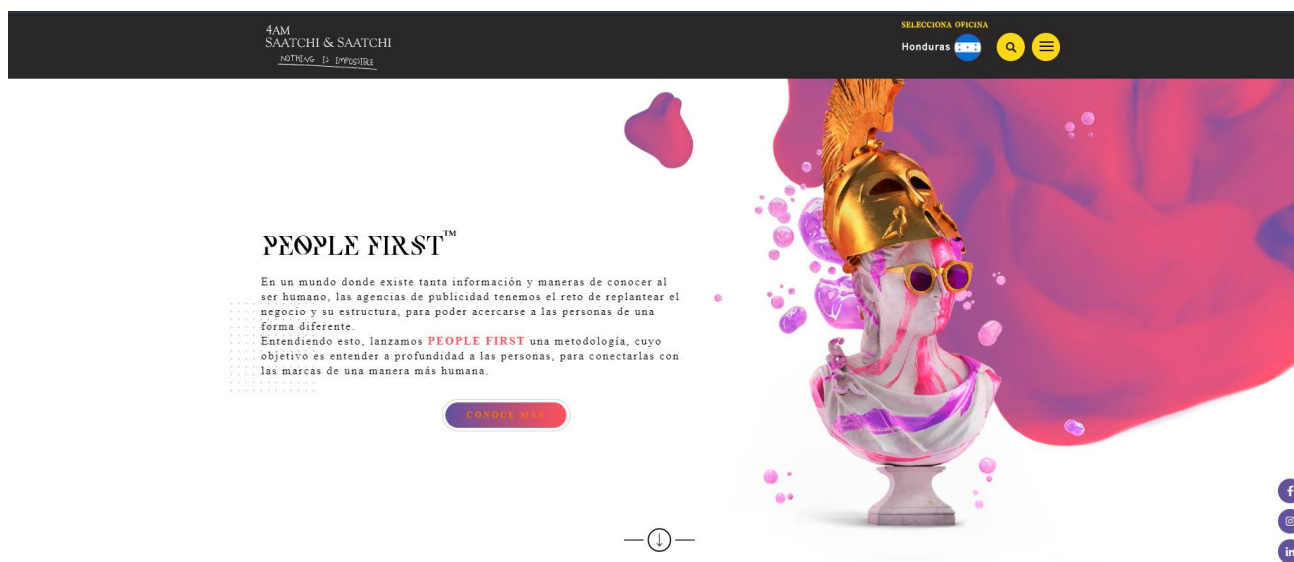 4AM
SAATCHI & SAATCHI
NOTHING IS IMPOSSIBLE
SELECCIONA OFICINA
Honduras
PEOPLE FIRST™
En un mundo donde existe tanta información y maneras de conocer al
ser humano, las agencias de publicidad tenemos el reto de replantear el
negocio y su estructura, para poder acercarse a las personas de una
forma diferente.
Entendiendo esto, lanzamos PEOPLE FIRST una metodología, cuyo
objetivo es entender a profundidad a las personas, para conectarlas con
las marcas de una manera más humana.
CONOCE MÁS